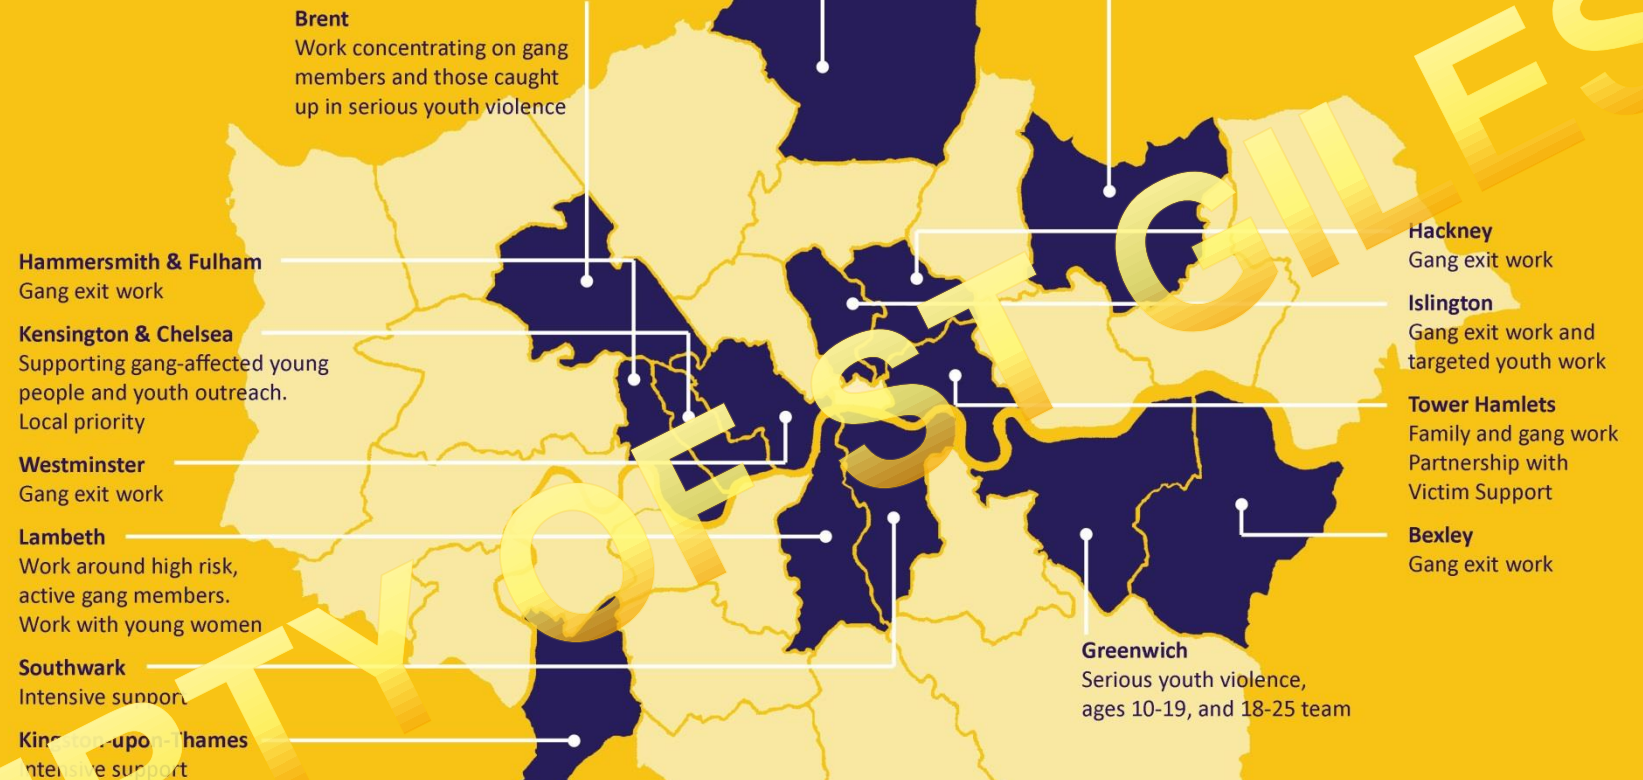 Brent
Work concentrating on gang
members and those caught
up in serious youth violence
Hammersmith & Fulham
Gang exit work
Kensington & Chelsea
Supporting gang-affected young
people and youth outreach.
Local priority
Westminster
Gang exit work
Lambeth
Work around high risk,
active gang members.
Work with young women
Southwark
Intensive support
Kingston-upon-Thames
Intensive support
Hackney
Gang exit work
Islington
Gang exit work and
targeted youth work
Tower Hamlets
Family and gang work
Partnership with
Victim Support
Bexley
Gang exit work
Greenwich
Serious youth violence,
ages 10-19, and 18-25 team
OF ST GILES